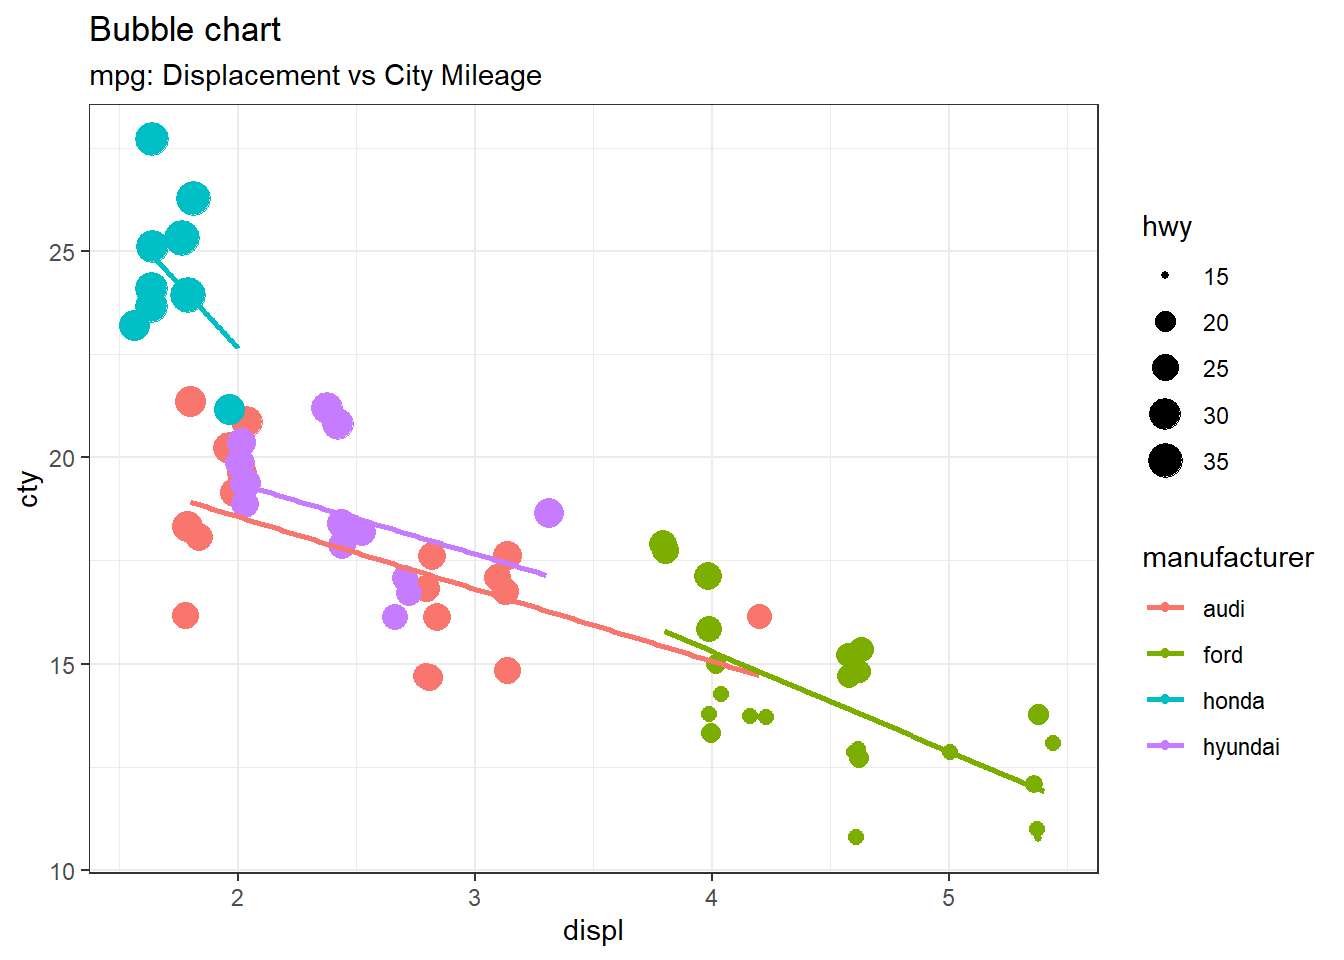 Bubble chart
mpg: Displacement vs City Mileage
25
20
15
10
cty
2
3
4
5
displ
hwy
15
20
25
30
35
manufacturer
audi
ford
honda
hyundai